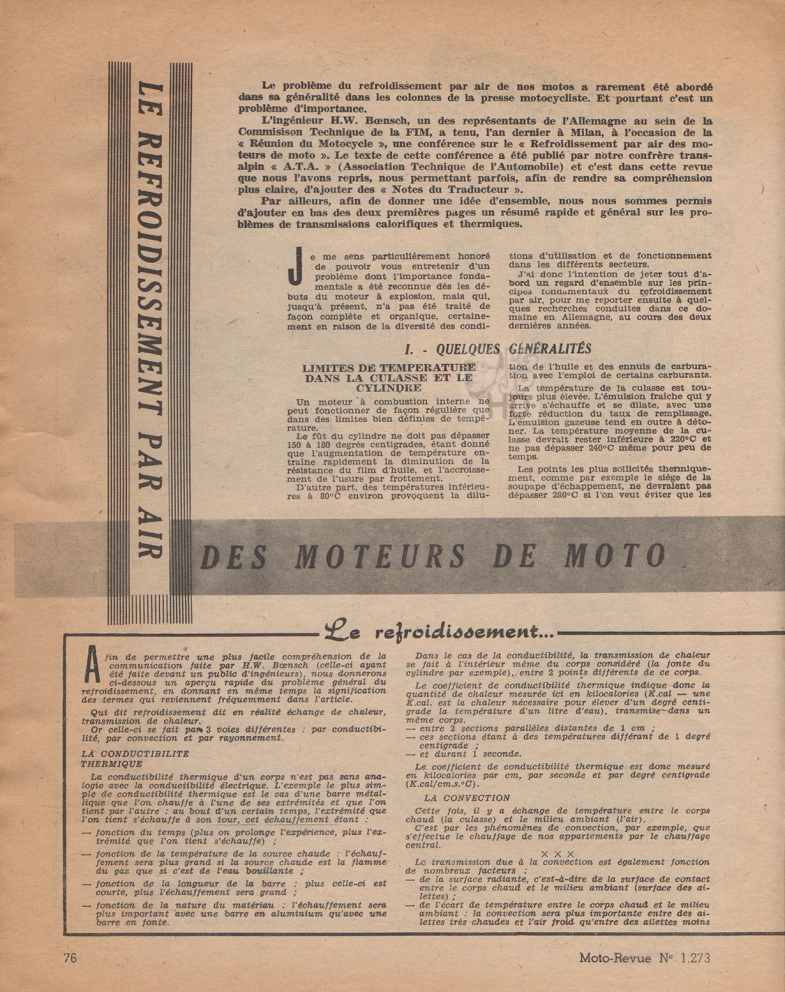 LE REFROIDISSEMENT PAR AIR
Le problème du refroidissement par air de nos motos a rarement été abordé
dans sa généralité dans les colonnes de la presse motocycliste. Et pourtant c'est un
problème d'importance.
L'ingénieur H.W. Bœnsch, un des représentants de l'Allemagne au sein de la
Commisison Technique de la FIM, a tenu, l'an dernier à Milan, à l'occasion de la
« Réunion du Motocycle », une conférence sur le « Refroidissement par air des mo-
teurs de moto ». Le texte de cette conférence a été publié par notre confrère trans-
alpin « A.T.A. » (Association Technique de l'Automobile) et c'est dans cette revue
que nous l'avons repris, nous permettant parfois, afin de rendre sa compréhension
plus claire, d'ajouter des « Notes du Traducteur ».
Par ailleurs, afin de donner une idée d'ensemble, nous nous sommes permis
d'ajouter en bas des deux premières pages un résumé rapide et général sur les pro-
blèmes de transmissions calorifiques et thermiques.
Je me sens particulièrement honoré
de pouvoir vous entretenir d'un
problème dont l'importance fonda-
mentale a été reconnue dès les dé-
buts du moteur à explosion, mais qui,
jusqu'à présent, n'a pas été traité de
façon complète et organique, certaine-
ment en raison de la diversité des condi-
tions d'utilisation et de fonctionnement
dans les différents secteurs.
J'ai donc l'intention de jeter tout d'a-
bord un regard d'ensemble sur les prin-
cipes fondamentaux du refroidissement
par air, pour me reporter ensuite à quel-
ques recherches conduites dans ce do-
maine en Allemagne, au cours des deux
dernières années.
I. - QUELQUES GÉNÉRALITÉS
LIMITES DE TEMPERATURE
DANS LA CULASSE ET LE
CYLINDRE
Un moteur à combustion interne ne
peut fonctionner de façon régulière que
dans des limites bien définies de tempé-
rature.
Le fût du cylindre ne doit pas dépasser
150 à 180 degrés centigrades, étant donné
que l'augmentation de température en-
traîne rapidement la diminution de la
résistance du film d'huile, et l'accroisse-
ment de l'usure par frottement.
D'autre part, des températures inférieu-
res à 80°C environ provoquent la dilu-
tion de l'huile et des ennuis de carbura-
tion avec l'emploi de certains carburants.
La température de la culasse est tou-
jours plus élevée. L'émulsion fraîche qui y
arrive s'échauffe et se dilate, avec une
forte réduction du taux de remplissage.
L'émulsion gazeuse tend en outre à déto-
ner. La température moyenne de la cu-
lasse devrait rester inférieure à 220°C et
ne pas dépasser 240°C même pour peu de
temps.
Les points les plus sollicités thermique-
ment, comme par exemple le siège de la
soupape d'échappement, ne devraient pas
dépasser 280°C si l'on veut éviter que les
DES MOTEURS DE MOTO
Le refroidissement...
Afin de permettre une plus facile compréhension de la
communication faite par H.W. Bœnsch (celle-ci ayant
été faite devant un public d'ingénieurs), nous donnerons
ci-dessous un aperçu rapide du problème général du
refroidissement, en donnant en même temps la signification
des termes qui reviennent fréquemment dans l'article.
Qui dit refroidissement dit en réalité échange de chaleur,
transmission de chaleur.
Or celle-ci se fait par 3 voies différentes : par conductibi-
lité, par convection et par rayonnement.
LA CONDUCTIBILITE
THERMIQUE
La conductibilité thermique d'un corps n'est pas sans ana-
logie avec la conductibilité électrique. L'exemple le plus sim-
ple de conductibilité thermique est le cas d'une barre métal-
lique que l'on chauffe à l'une de ses extrémités et que l'on
tient par l'autre : au bout d'un certain temps, l'extrémité que
l'on tient s'échauffe à son tour, cet échauffement étant :
— fonction du temps (plus on prolonge l'expérience, plus l'ex-
trémité que l'on tient s'échauffe) ;
— fonction de la température de la source chaude : l'échauf-
fement sera plus grand si la source chaude est la flamme
du gaz que si c'est de l'eau bouillante ;
— fonction de la longueur de la barre : plus celle-ci est
courte, plus l'échauffement sera grand ;
— fonction de la nature du matériau : l'échauffement sera
plus important avec une barre en aluminium qu'avec une
barre en fonte.
Dans le cas de la conductibilité, la transmission de chaleur
se fait à l'intérieur même du corps considéré (la fonte du
cylindre par exemple), entre 2 points différents de ce corps.
Le coefficient de conductibilité thermique indique donc la
quantité de chaleur mesurée ici en kilocalories (K.cal — une
K.cal. est la chaleur nécessaire pour élever d'un degré centi-
grade la température d'un litre d'eau), transmise dans un
même corps.
— entre 2 sections parallèles distantes de 1 cm ;
— ces sections étant à des températures différant de 1 degré
centigrade ;
— et durant 1 seconde.
Le coefficient de conductibilité thermique est donc mesuré
en kilocalories par cm, par seconde et par degré centigrade
(K.cal/cm.s.°C).
LA CONVECTION
Cette fois, il y a échange de température entre le corps
chaud (la culasse) et le milieu ambiant (l'air).
C'est par les phénomènes de convection, par exemple, que
s'effectue le chauffage de nos appartements par le chauffage
central.
× × ×
La transmission due à la convection est également fonction
de nombreux facteurs :
— de la surface radiante, c'est-à-dire de la surface de contact
entre le corps chaud et le milieu ambiant (surface des ai-
lettes) ;
— de l'écart de température entre le corps chaud et le milieu
ambiant : la convection sera plus importante entre des ai-
lettes très chaudes et l'air froid qu'entre des ailettes moins
76
Moto-Revue N° 1.273